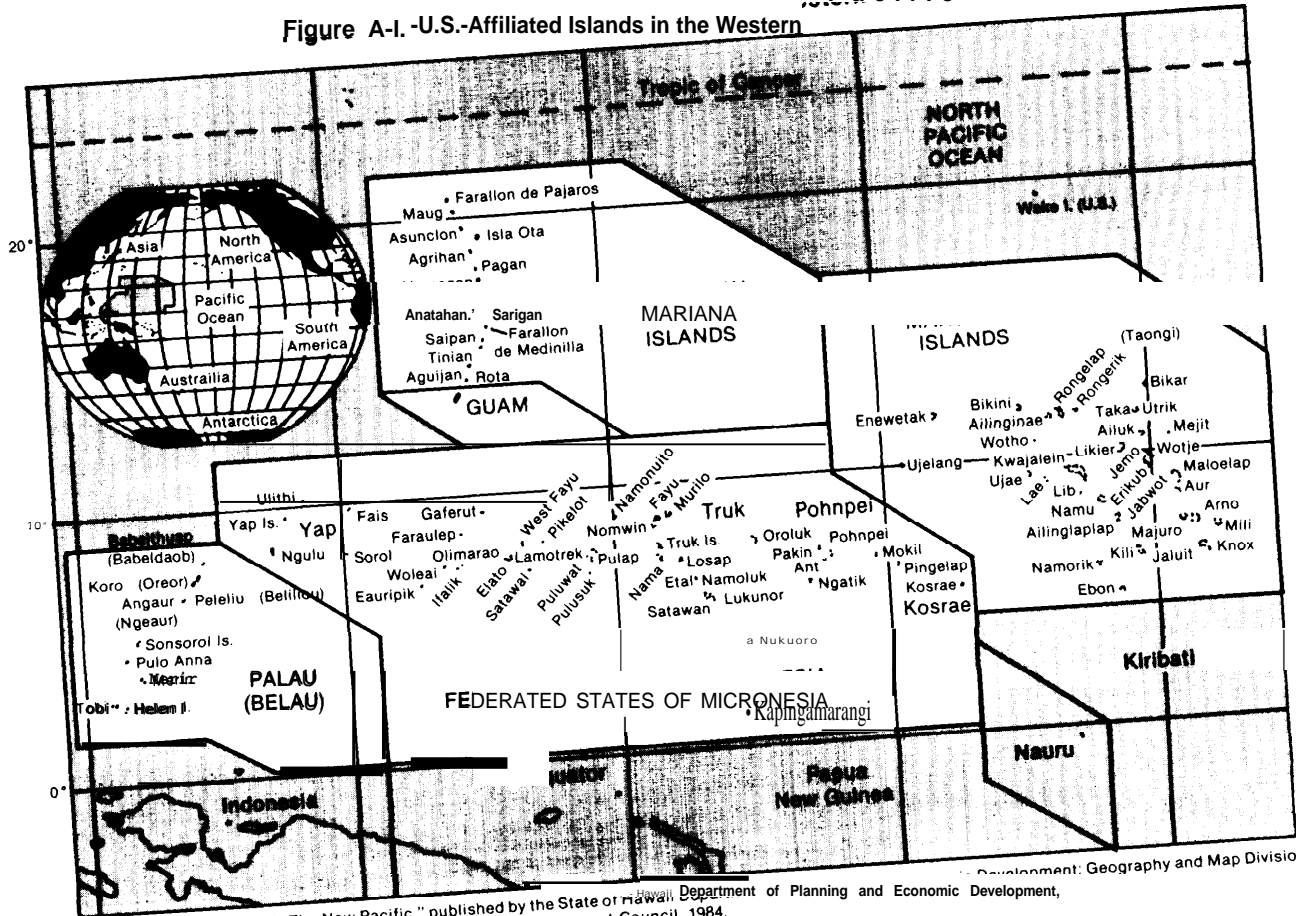 Figure A-I. -U.S.-Affiliated Islands in the Western
Tropic of Cancer
NORTH
PACIFIC
OCEAN
Wake I. (U.S.)
20°
10°
0°
Asia
North
America
Pacific
Ocean
South
America
Austrailia
Antarctica
Farallon de Pajaros
Maug
Asuncion
Isla Ota
Agrihan
Pagan
Anatahan
Sarigan
Saipan
Farallon
de Medinilla
Tinian
Aguijan
Rota
GUAM
MARIANA
ISLANDS
ISLANDS
(Taongi)
Bikar
Rongelap
Rongerik
Enewetak
Bikini
Ailinginae
Wotho
Taka
Utrik
Ailuk
Mejit
Ujelang
Kwajalein
Likier
Jemo
Wotje
Ujae
Lae
Lib
Erikub
Maloelap
Aur
Namu
Jabwot
Ailinglaplap
Majuro
Arno
Mili
Namorik
Kili
Jaluit
Knox
Ebon
Ulithi
Yap Is.
Yap
Fais
Gaferut
Faraulep
West Fayu
Pikelot
Namonuito
Fayu
Murilo
Nomwin
Truk
Pohnpei
Ngulu
Sorol
Olimarao
Lamotrek
Pulap
Truk Is.
Oroluk
Pohnpei
Woleai
Elato
Losap
Pakin
Mokil
Eauripik
Ifalik
Satawal
Puluwat
Pulusuk
Nama
Etal
Namoluk
Ant
Ngatik
Pingelap
Kosrae
Kosrae
Satawan
Lukunor
a Nukuoro
Babelthuap
(Babeldaob)
Koro (Oreor)
Angaur
Peleliu (Beliliou)
(Ngeaur)
Sonsorol Is.
Pulo Anna
Merir
Tobi
Helen I.
PALAU
(BELAU)
FEDERATED STATES OF MICRONESIA
Kapingamarangi
Kiribati
Nauru
Indonesia
uator
Papua
New Guinea
Development; Geography and Map Divisio
New Pacific," published by the State of Hawaii
Hawaii Department of Planning and Economic Development,
Council, 1984.